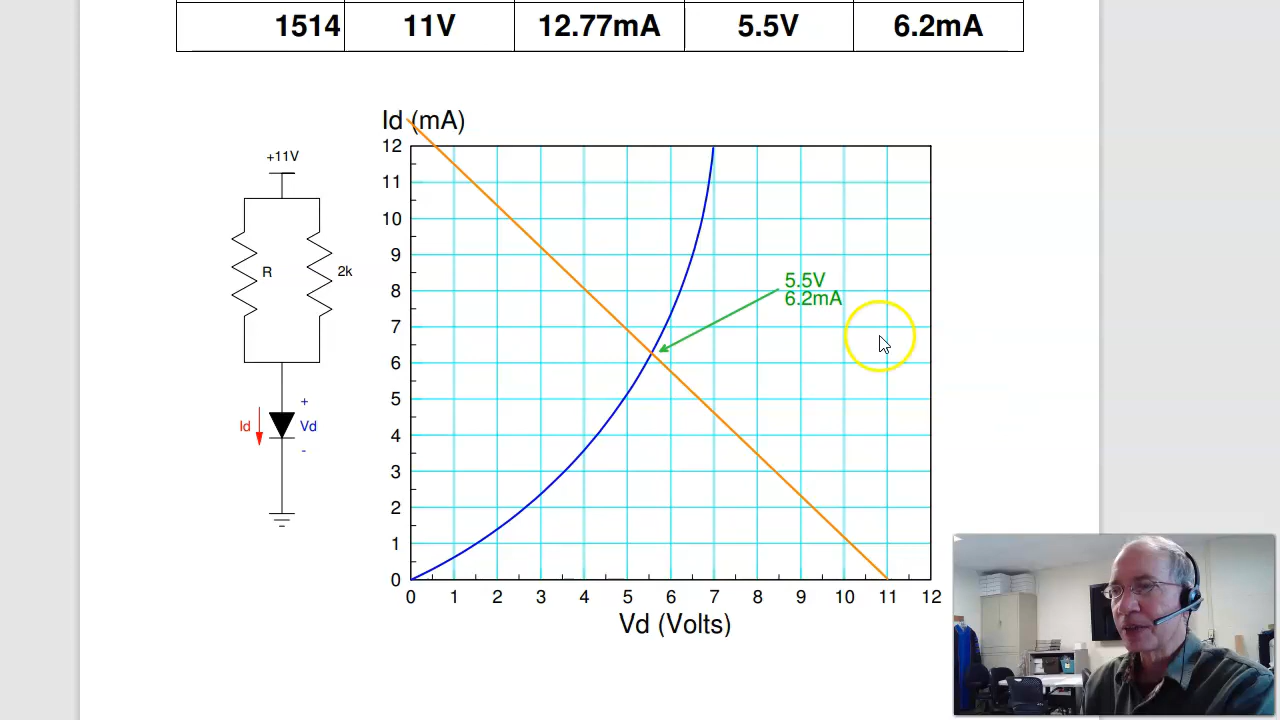 1514 11V 12.77mA 5.5V 6.2mA
Id (mA)
12
11
10
9
8
7
6
5
4
3
2
1
0
0 1 2 3 4 5 6 7 8 9 10 11 12
Vd (Volts)
5.5V
6.2mA
+11V
R 2k
+
Id Vd
-